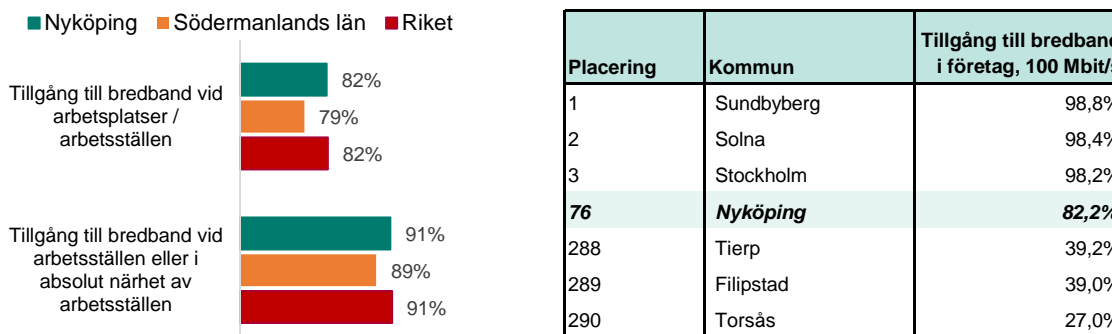 Nyköping Södermanlands län Riket
Tillgång till bredband vid
arbetsplatser /
arbetsställen
82%
79%
82%
Tillgång till bredband vid
arbetsställen eller i
absolut närhet av
arbetsställen
91%
89%
91%
Placering Kommun Tillgång till bredband
i företag, 100 Mbit/s
1 Sundbyberg 98,8%
2 Solna 98,4%
3 Stockholm 98,2%
76 Nyköping 82,2%
288 Tierp 39,2%
289 Filipstad 39,0%
290 Torsås 27,0%